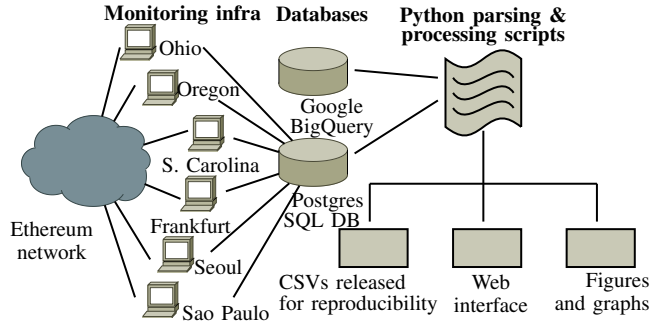 Monitoring infra
Databases
Python parsing &
processing scripts
Ohio
Oregon
S. Carolina
Frankfurt
Seoul
Sao Paulo
Ethereum
network
Google
BigQuery
Postgres
SQL DB
CSVs released
for reproducibility
Web
interface
Figures
and graphs